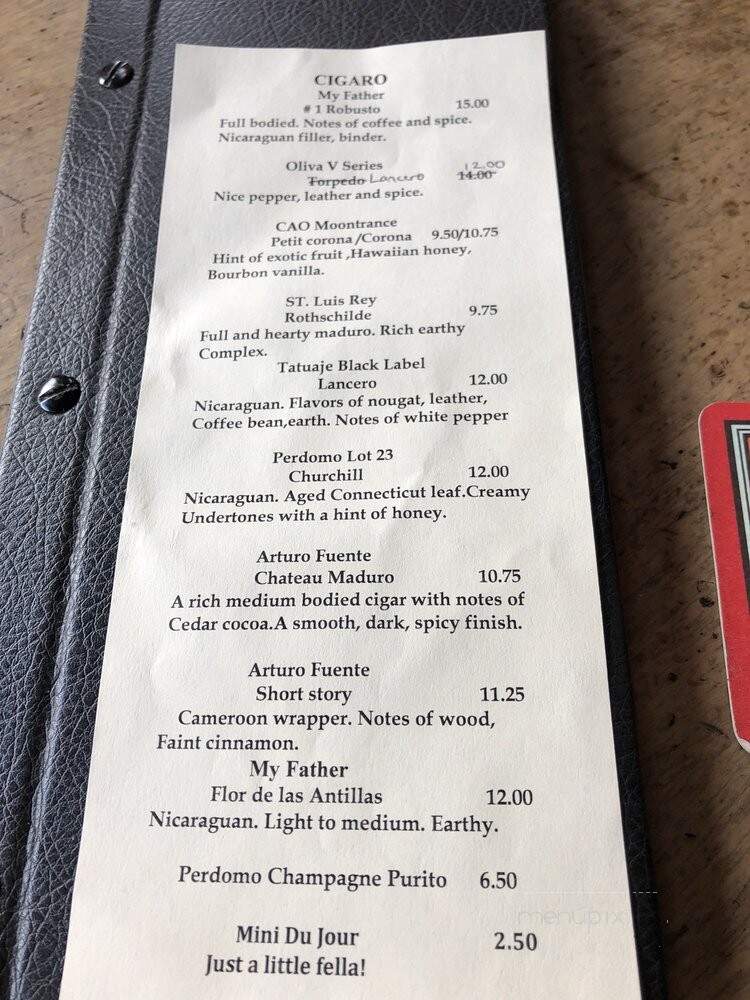 CIGARO
My Father
# 1 Robusto 15.00
Full bodied. Notes of coffee and spice.
Nicaraguan filler, binder.
Oliva V Series 12.00
Torpedo Lancero 14.00
Nice pepper, leather and spice.
CAO Moontrance
Petit corona /Corona 9.50/10.75
Hint of exotic fruit ,Hawaiian honey,
Bourbon vanilla.
ST. Luis Rey
Rothschilde 9.75
Full and hearty maduro. Rich earthy
Complex.
Tatuaje Black Label
Lancero 12.00
Nicaraguan. Flavors of nougat, leather,
Coffee bean,earth. Notes of white pepper
Perdomo Lot 23
Churchill 12.00
Nicaraguan. Aged Connecticut leaf.Creamy
Undertones with a hint of honey.
Arturo Fuente
Chateau Maduro 10.75
A rich medium bodied cigar with notes of
Cedar cocoa.A smooth, dark, spicy finish.
Arturo Fuente
Short story 11.25
Cameroon wrapper. Notes of wood,
Faint cinnamon.
My Father
Flor de las Antillas 12.00
Nicaraguan. Light to medium. Earthy.
Perdomo Champagne Purito 6.50
menupix
Mini Du Jour 2.50
Just a little fella!